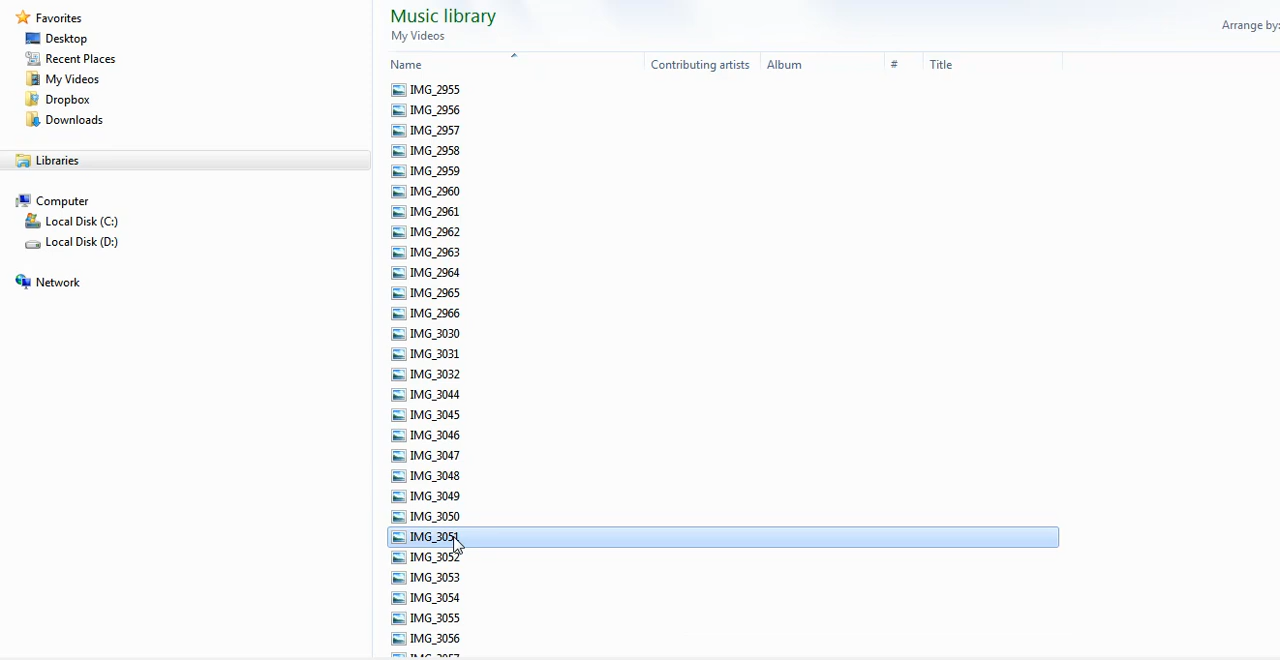 Favorites
Desktop
Recent Places
My Videos
Dropbox
Downloads
Libraries
Computer
Local Disk (C:)
Local Disk (D:)
Network
Music library
My Videos
Arrange by:
Name Contributing artists Album # Title
IMG_2955
IMG_2956
IMG_2957
IMG_2958
IMG_2959
IMG_2960
IMG_2961
IMG_2962
IMG_2963
IMG_2964
IMG_2965
IMG_2966
IMG_3030
IMG_3031
IMG_3032
IMG_3044
IMG_3045
IMG_3046
IMG_3047
IMG_3048
IMG_3049
IMG_3050
IMG_3051
IMG_3052
IMG_3053
IMG_3054
IMG_3055
IMG_3056